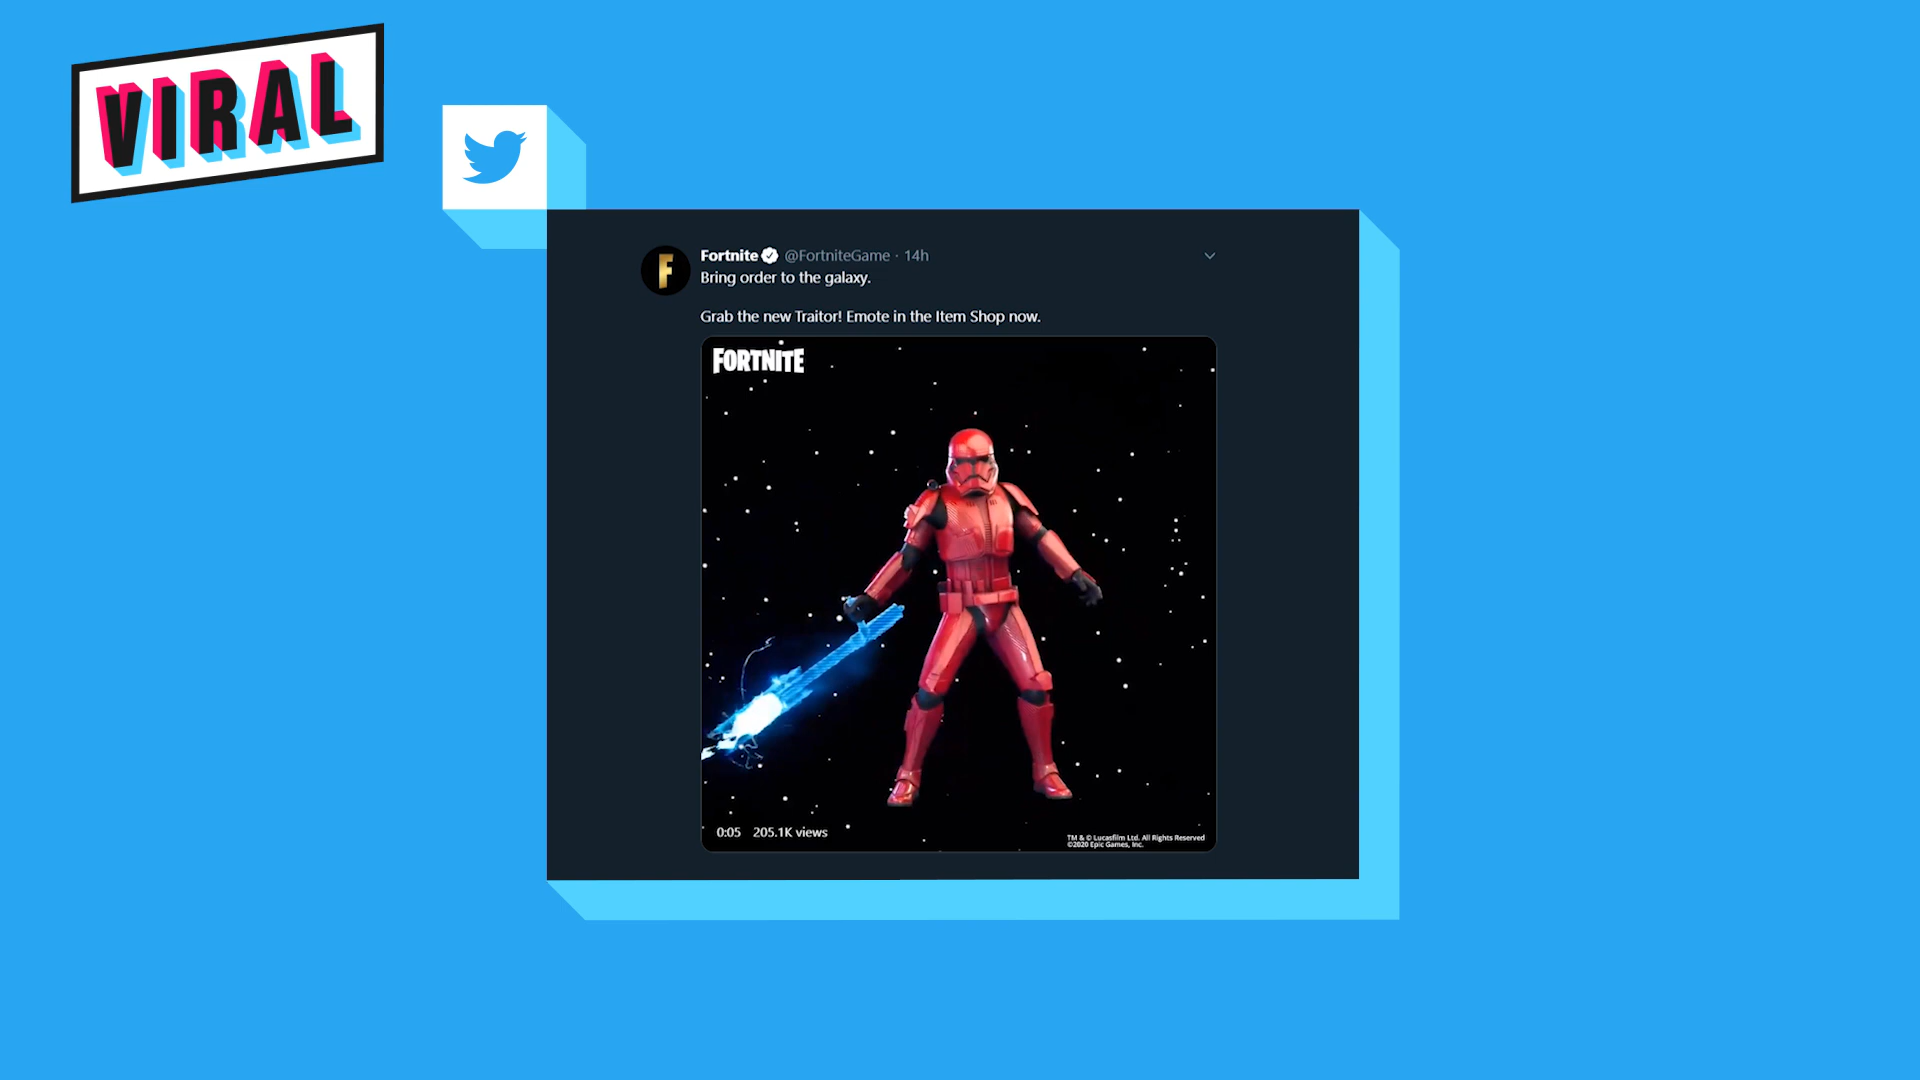 VIRAL
Fortnite @FortniteGame · 14h
Bring order to the galaxy.
Grab the new Traitor! Emote in the Item Shop now.
FORTNITE
0:05 205.1K views
TM & © Lucasfilm Ltd. All Rights Reserved
©2020 Epic Games, Inc.